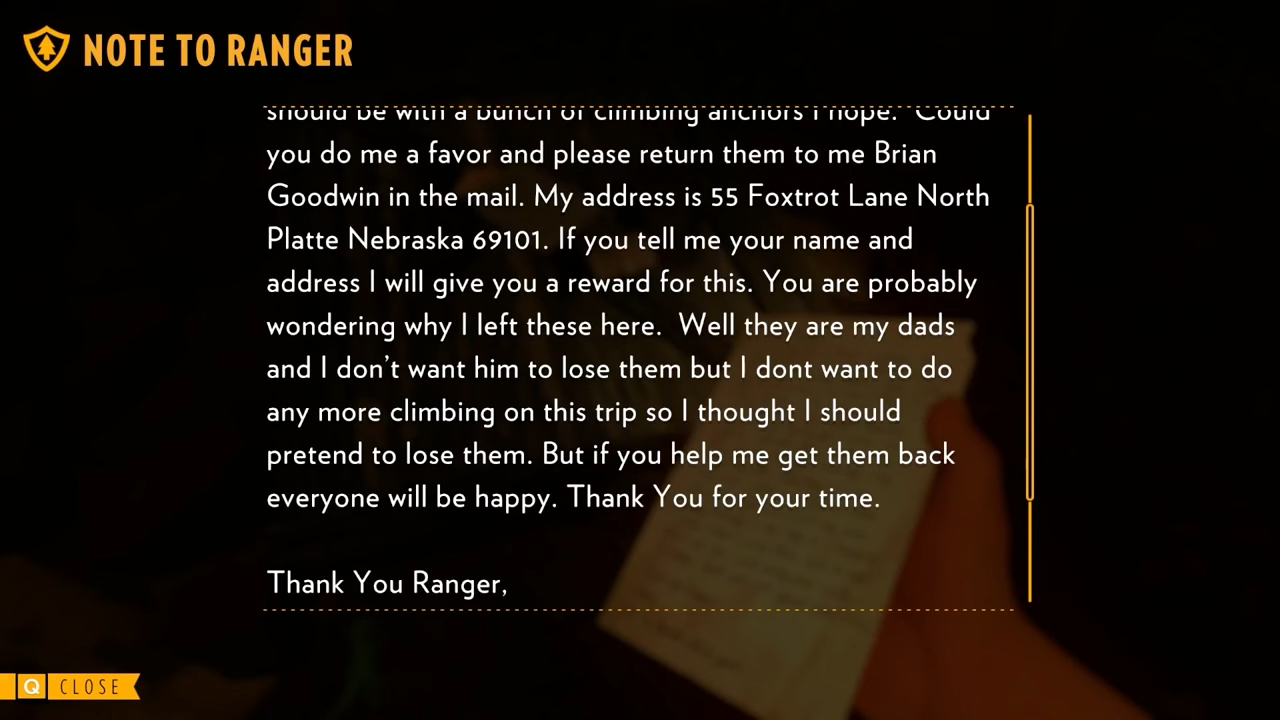 NOTE TO RANGER
should be with a bunch of climbing anchors I hope.  Could
you do me a favor and please return them to me Brian
Goodwin in the mail. My address is 55 Foxtrot Lane North
Platte Nebraska 69101. If you tell me your name and
address I will give you a reward for this. You are probably
wondering why I left these here.  Well they are my dads
and I don't want him to lose them but I dont want to do
any more climbing on this trip so I thought I should
pretend to lose them. But if you help me get them back
everyone will be happy. Thank You for your time.
Thank You Ranger,
Q CLOSE